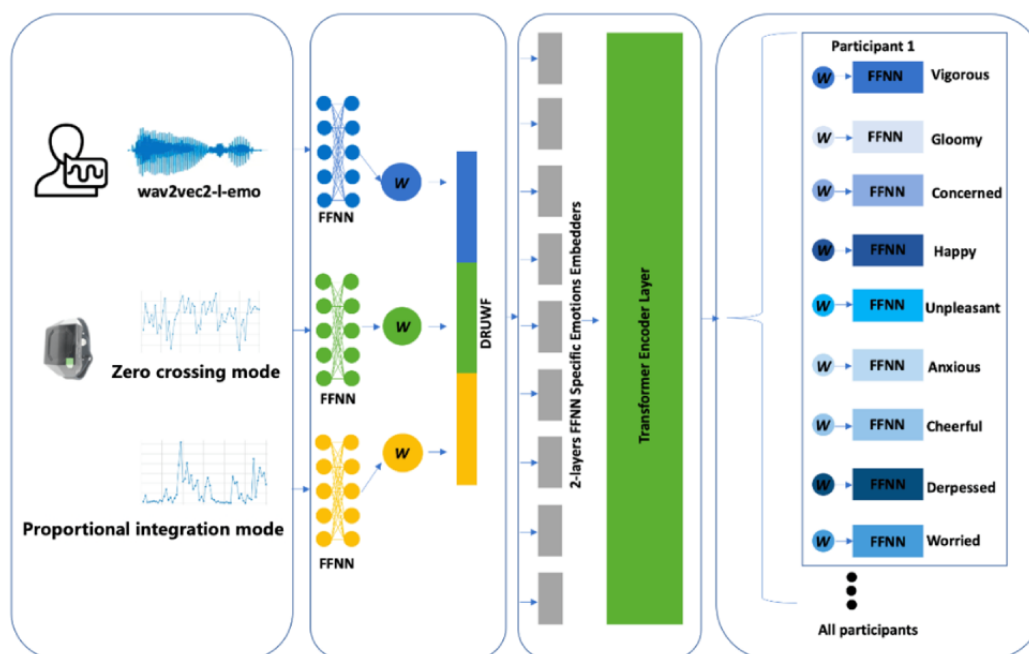 wav2vec2-l-emo
Zero crossing mode
Proportional integration mode
FFNN
W
FFNN
W
FFNN
W
DRUWF
2-layers FFNN Specific Emotions Embedders
Transformer Encoder Layer
Participant 1
W FFNN Vigorous
W FFNN Gloomy
W FFNN Concerned
W FFNN Happy
W FFNN Unpleasant
W FFNN Anxious
W FFNN Cheerful
W FFNN Derpessed
W FFNN Worried
All participants